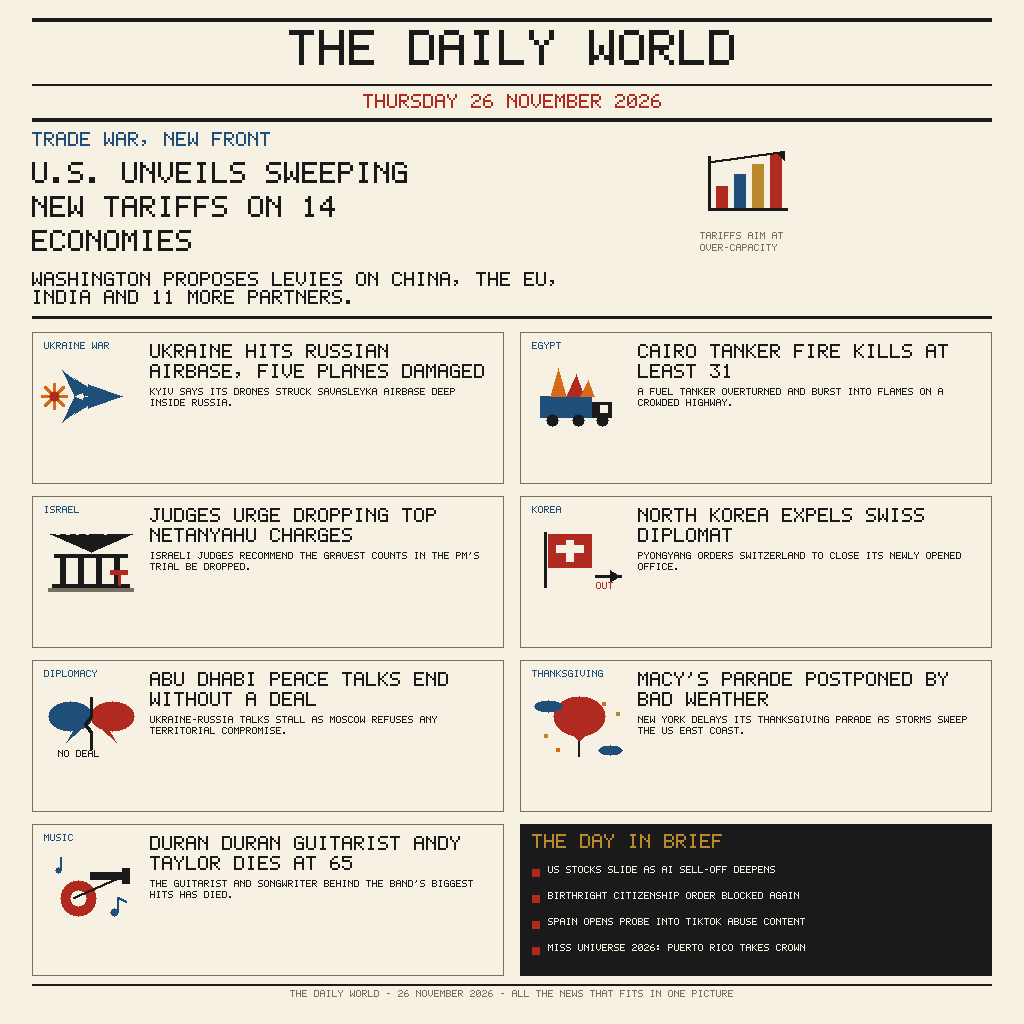 THE DAILY WORLD
THURSDAY 26 NOVEMBER 2026
TRADE WAR, NEW FRONT
U.S. UNVEILS SWEEPING
NEW TARIFFS ON 14
ECONOMIES
WASHINGTON PROPOSES LEVIES ON CHINA, THE EU,
INDIA AND 11 MORE PARTNERS.
TARIFFS AIM AT
OVER-CAPACITY
UKRAINE WAR
UKRAINE HITS RUSSIAN
AIRBASE, FIVE PLANES DAMAGED
KYIV SAYS ITS DRONES STRUCK SAVASLEYKA AIRBASE DEEP
INSIDE RUSSIA.
EGYPT
CAIRO TANKER FIRE KILLS AT
LEAST 31
A FUEL TANKER OVERTURNED AND BURST INTO FLAMES ON A
CROWDED HIGHWAY.
ISRAEL
JUDGES URGE DROPPING TOP
NETANYAHU CHARGES
ISRAELI JUDGES RECOMMEND THE GRAVEST COUNTS IN THE PM'S
TRIAL BE DROPPED.
KOREA
NORTH KOREA EXPELS SWISS
DIPLOMAT
PYONGYANG ORDERS SWITZERLAND TO CLOSE ITS NEWLY OPENED
OFFICE.
OUT
DIPLOMACY
ABU DHABI PEACE TALKS END
WITHOUT A DEAL
UKRAINE-RUSSIA TALKS STALL AS MOSCOW REFUSES ANY
TERRITORIAL COMPROMISE.
NO DEAL
THANKSGIVING
MACY'S PARADE POSTPONED BY
BAD WEATHER
NEW YORK DELAYS ITS THANKSGIVING PARADE AS STORMS SWEEP
THE US EAST COAST.
MUSIC
DURAN DURAN GUITARIST ANDY
TAYLOR DIES AT 65
THE GUITARIST AND SONGWRITER BEHIND THE BAND'S BIGGEST
HITS HAS DIED.
THE DAY IN BRIEF
US STOCKS SLIDE AS AI SELL-OFF DEEPENS
BIRTHRIGHT CITIZENSHIP ORDER BLOCKED AGAIN
SPAIN OPENS PROBE INTO TIKTOK ABUSE CONTENT
MISS UNIVERSE 2026: PUERTO RICO TAKES CROWN
THE DAILY WORLD - 26 NOVEMBER 2026 - ALL THE NEWS THAT FITS IN ONE PICTURE